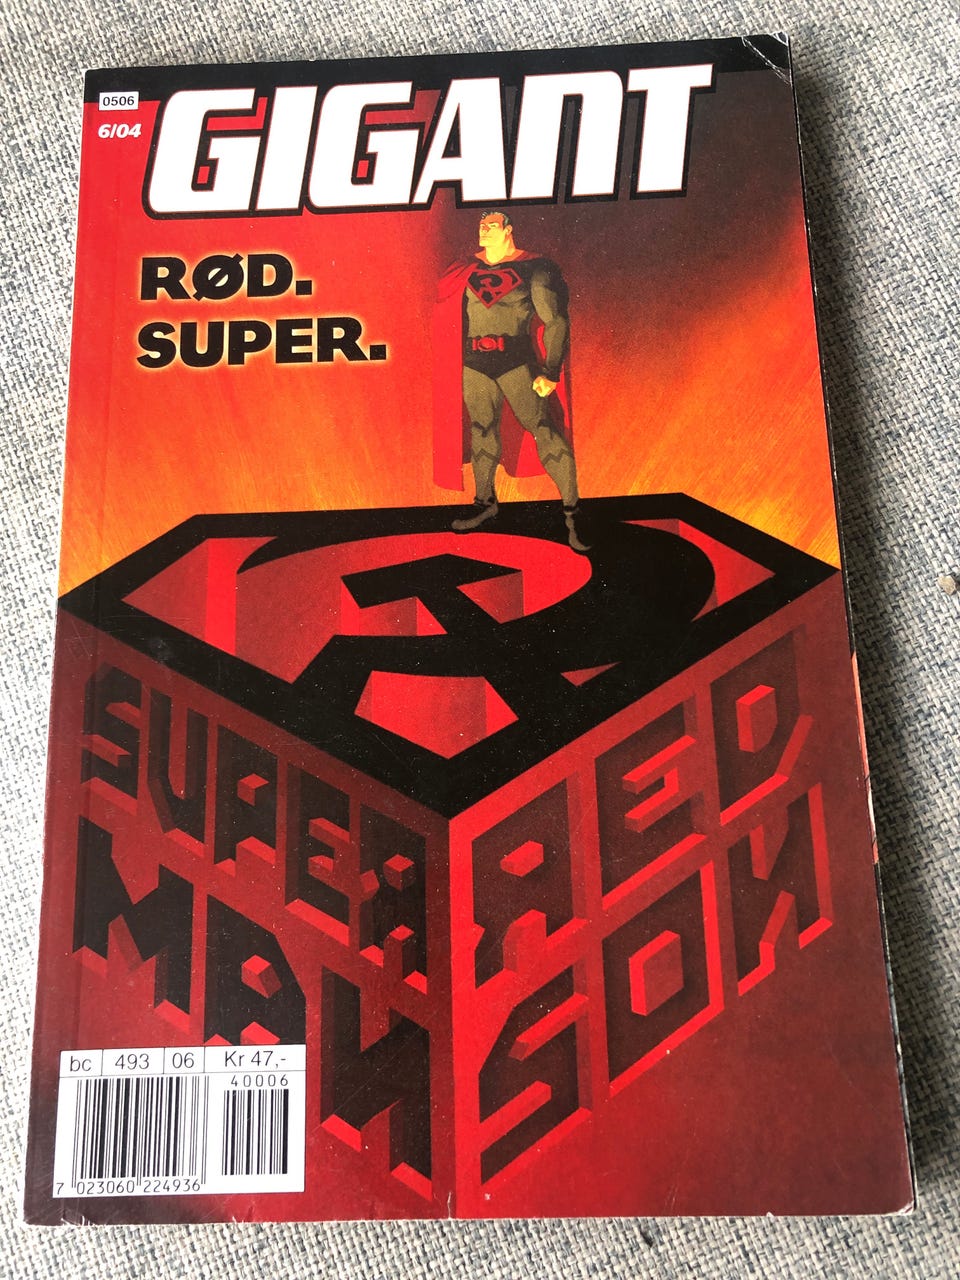 0506
6/04
GIGANT
RØD.
SUPER.
SUPER
MAN
RED
SON
bc 493 06 Kr 47,-
40006
7 023060 224936